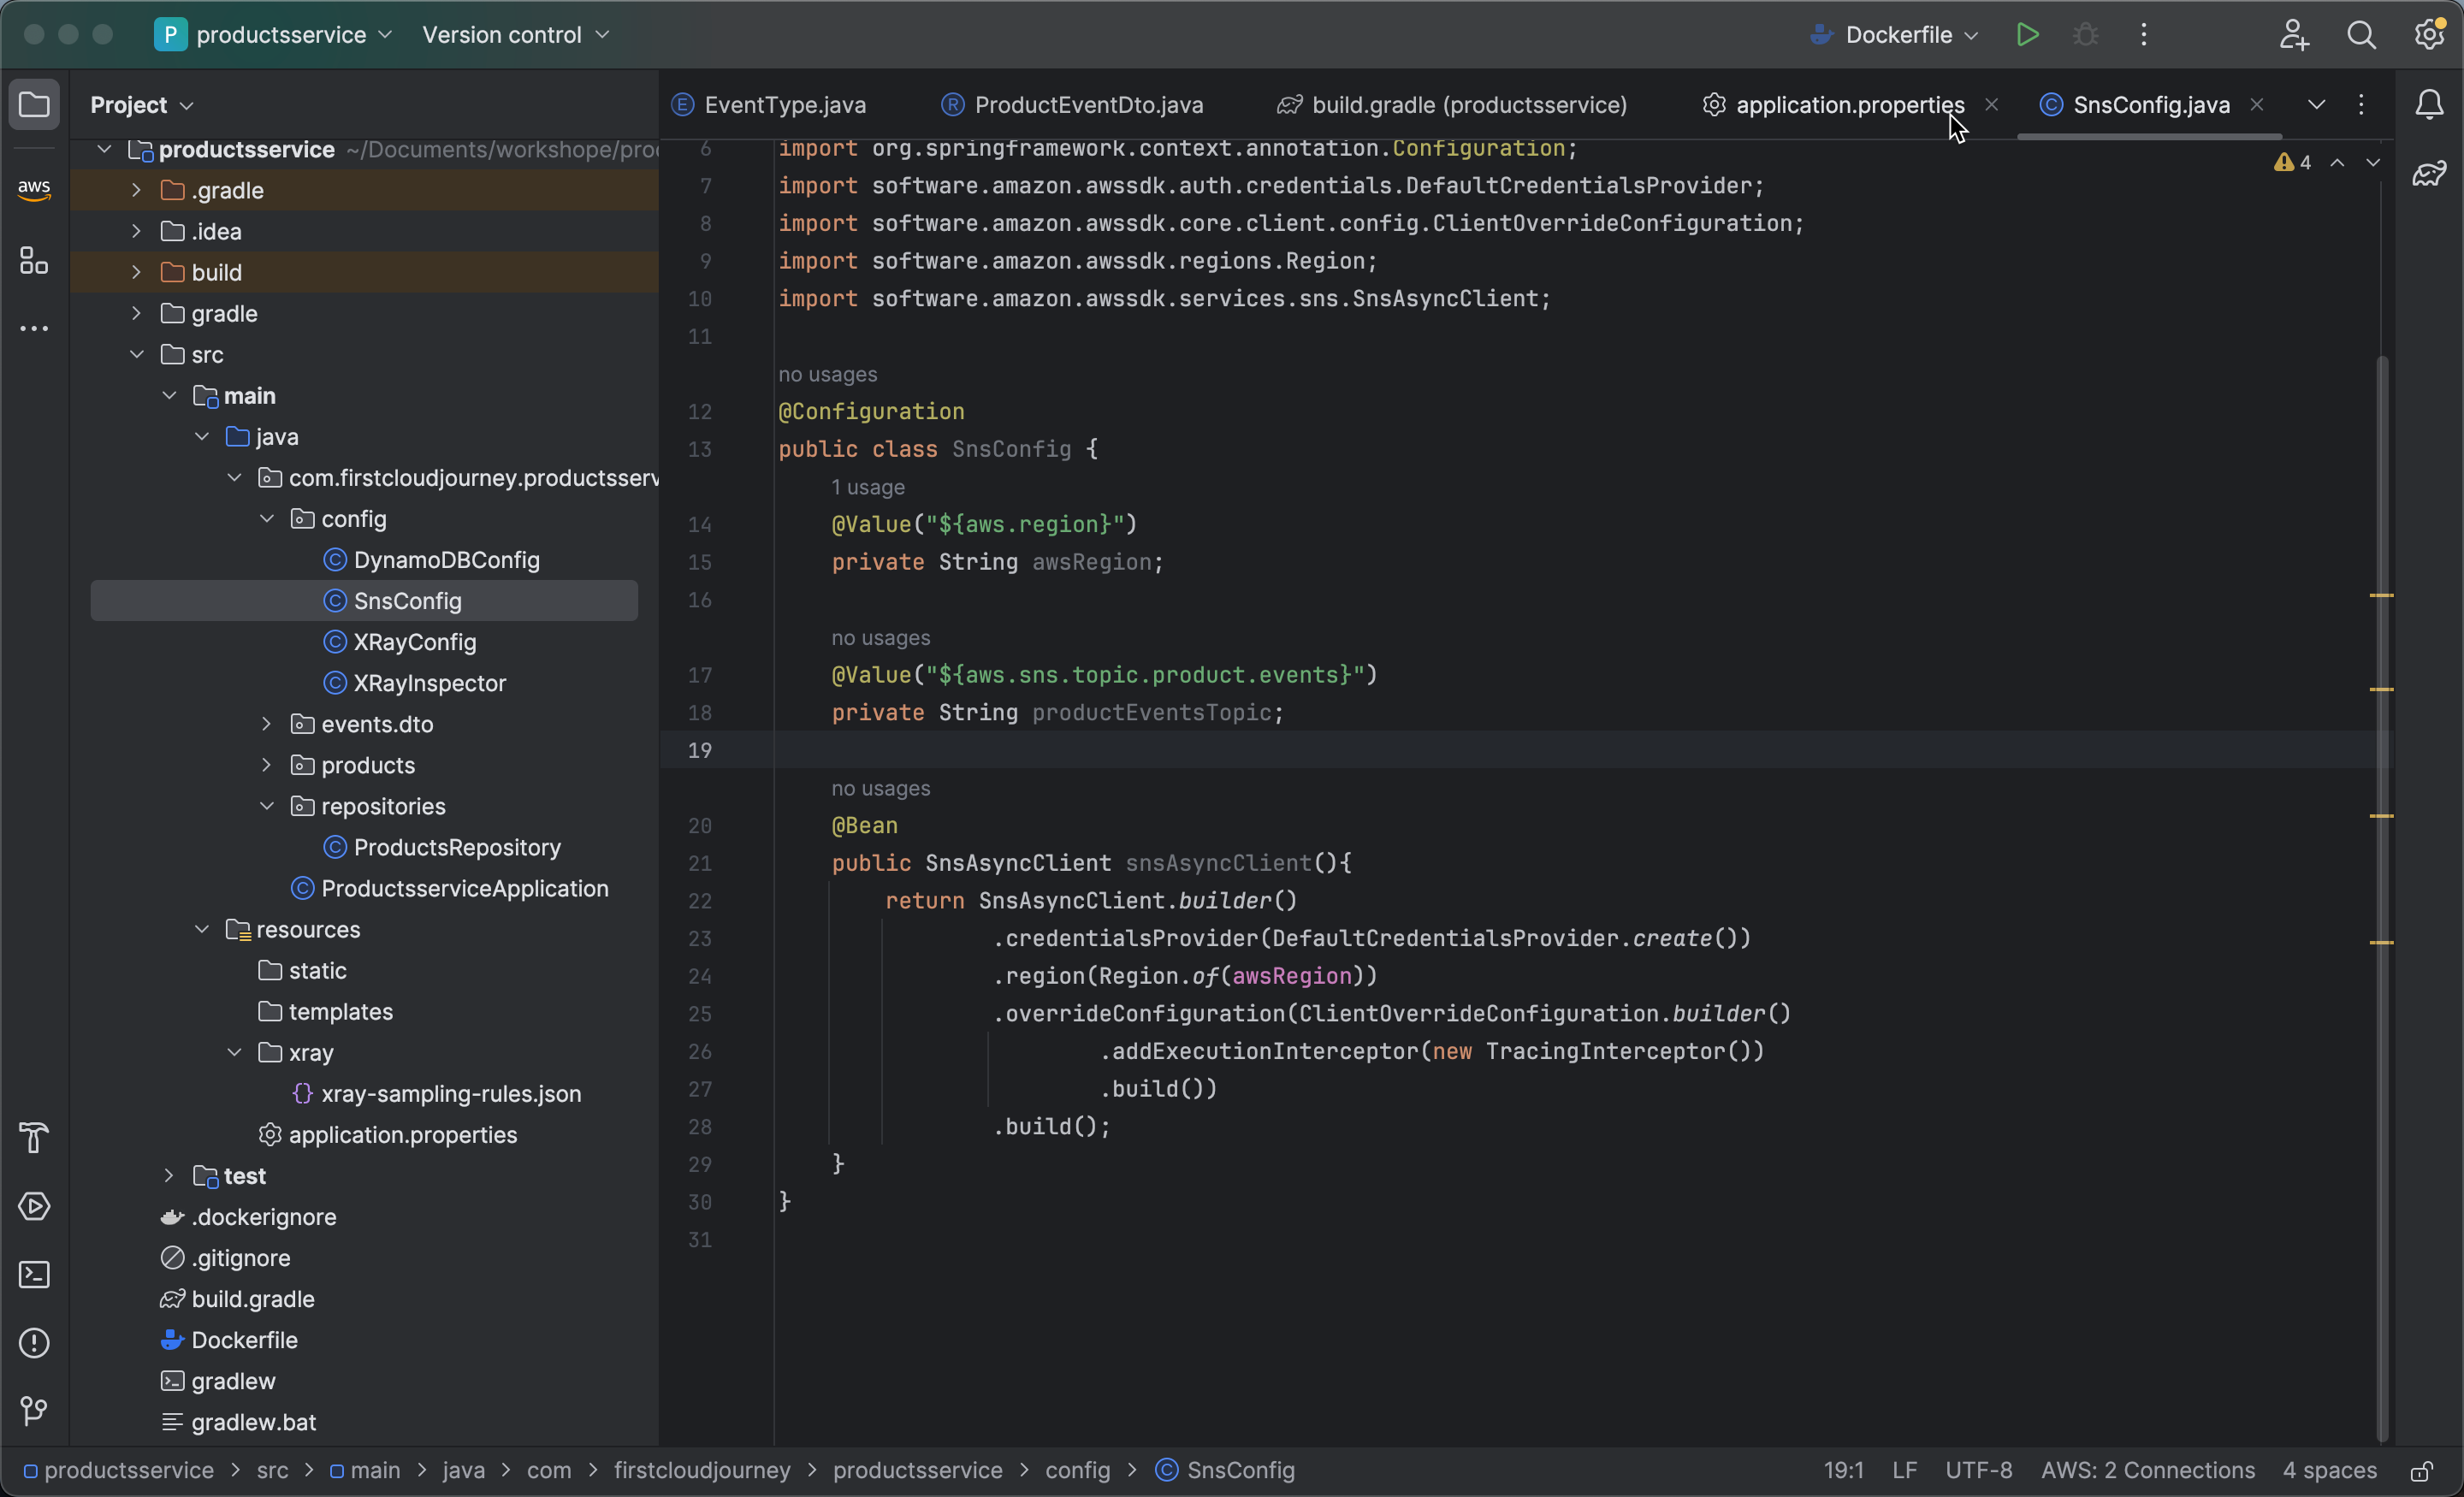 P productsservice Version control Dockerfile
Project
EventType.java ProductEventDto.java build.gradle (productsservice) application.properties SnsConfig.java
aws
productsservice ~/Documents/workshope/pro
.gradle
.idea
build
gradle
src
main
java
com.firstcloudjourney.productsserv
config
DynamoDBConfig
SnsConfig
XRayConfig
XRayInspector
events.dto
products
repositories
ProductsRepository
ProductsserviceApplication
resources
static
templates
xray
xray-sampling-rules.json
application.properties
test
.dockerignore
.gitignore
build.gradle
Dockerfile
gradlew
gradlew.bat
4
6 import org.springframework.context.annotation.Configuration;
7 import software.amazon.awssdk.auth.credentials.DefaultCredentialsProvider;
8 import software.amazon.awssdk.core.client.config.ClientOverrideConfiguration;
9 import software.amazon.awssdk.regions.Region;
10 import software.amazon.awssdk.services.sns.SnsAsyncClient;
11
no usages
12 @Configuration
13 public class SnsConfig {
1 usage
14 @Value("${aws.region}")
15 private String awsRegion;
16
no usages
17 @Value("${aws.sns.topic.product.events}")
18 private String productEventsTopic;
19
no usages
20 @Bean
21 public SnsAsyncClient snsAsyncClient(){
22 return SnsAsyncClient.builder()
23 .credentialsProvider(DefaultCredentialsProvider.create())
24 .region(Region.of(awsRegion))
25 .overrideConfiguration(ClientOverrideConfiguration.builder()
26 .addExecutionInterceptor(new TracingInterceptor())
27 .build())
28 .build();
29 }
30 }
31
productsservice > src > main > java > com > firstcloudjourney > productsservice > config > SnsConfig 19:1 LF UTF-8 AWS: 2 Connections 4 spaces